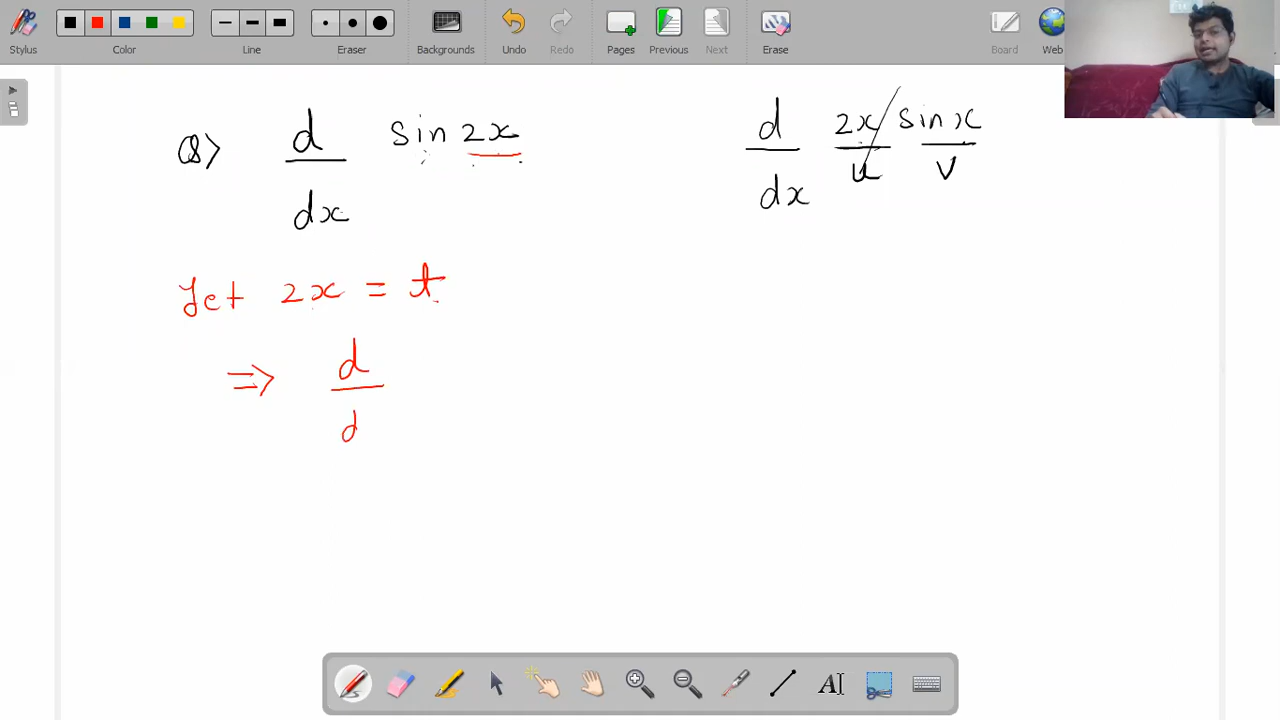 Stylus Color Line Eraser Backgrounds Undo Redo Pages Previous Next Erase Board Web
Q> d/dx sin 2x
d/dx 2x/u sin x/v
Let 2x = t
⇒ d/d